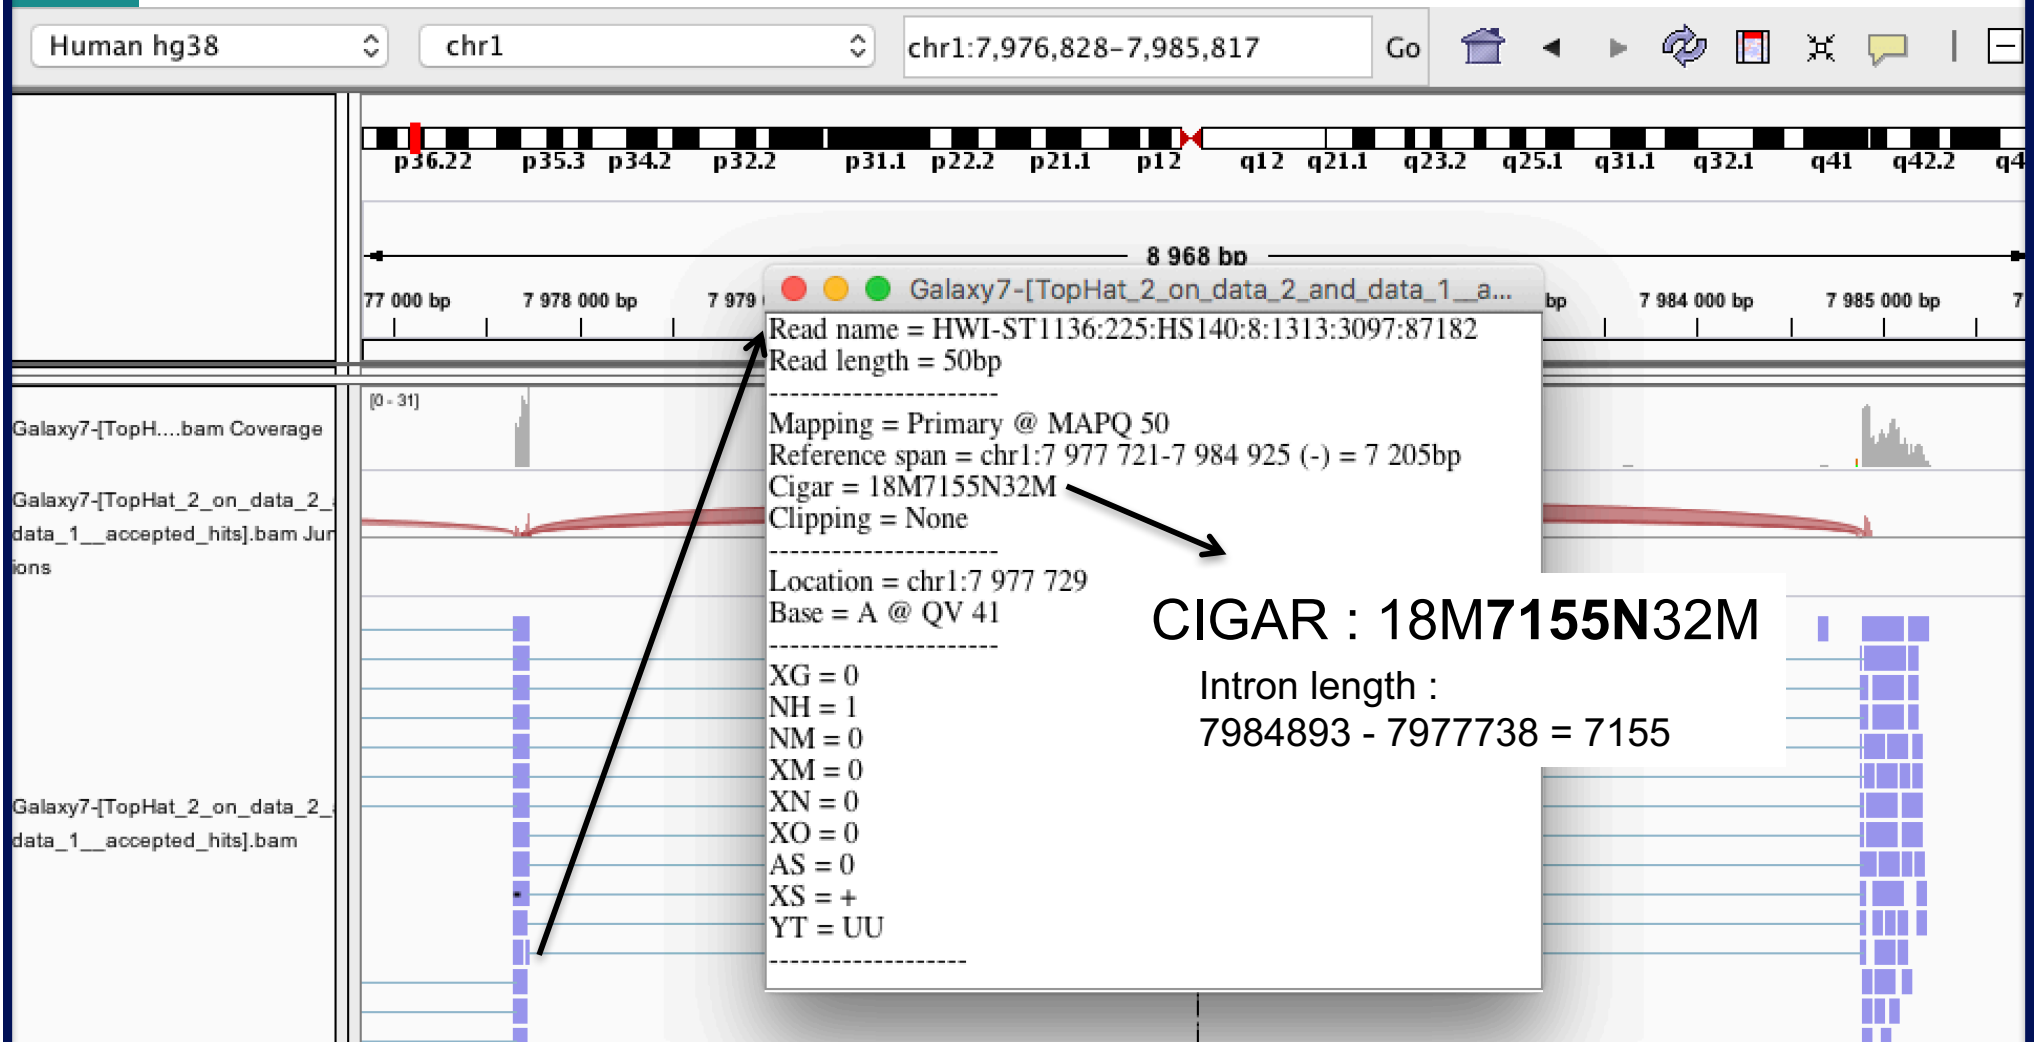 Human hg38
chr1
chr1:7,976,828-7,985,817
Go
p36.22 p35.3 p34.2 p32.2 p31.1 p22.2 p21.1 p12 q12 q21.1 q23.2 q25.1 q31.1 q32.1 q41 q42.2
8 968 bp
77 000 bp 7 978 000 bp 7 979 bp 7 984 000 bp 7 985 000 bp 7
Galaxy7-[TopHat_2_on_data_2_and_data_1__a...
Read name = HWI-ST1136:225:HS140:8:1313:3097:87182
Read length = 50bp
----------------------
Mapping = Primary @ MAPQ 50
Reference span = chr1:7 977 721-7 984 925 (-) = 7 205bp
Cigar = 18M7155N32M
Clipping = None
----------------------
Location = chr1:7 977 729
Base = A @ QV 41
----------------------
XG = 0
NH = 1
NM = 0
XM = 0
XN = 0
XO = 0
AS = 0
XS = +
YT = UU
-------------------
CIGAR : 18M7155N32M
Intron length :
7984893 - 7977738 = 7155
[0 - 31]
Galaxy7-[TopH....bam Coverage
Galaxy7-[TopHat_2_on_data_2_
data_1__accepted_hits].bam Jun
ions
Galaxy7-[TopHat_2_on_data_2_
data_1__accepted_hits].bam